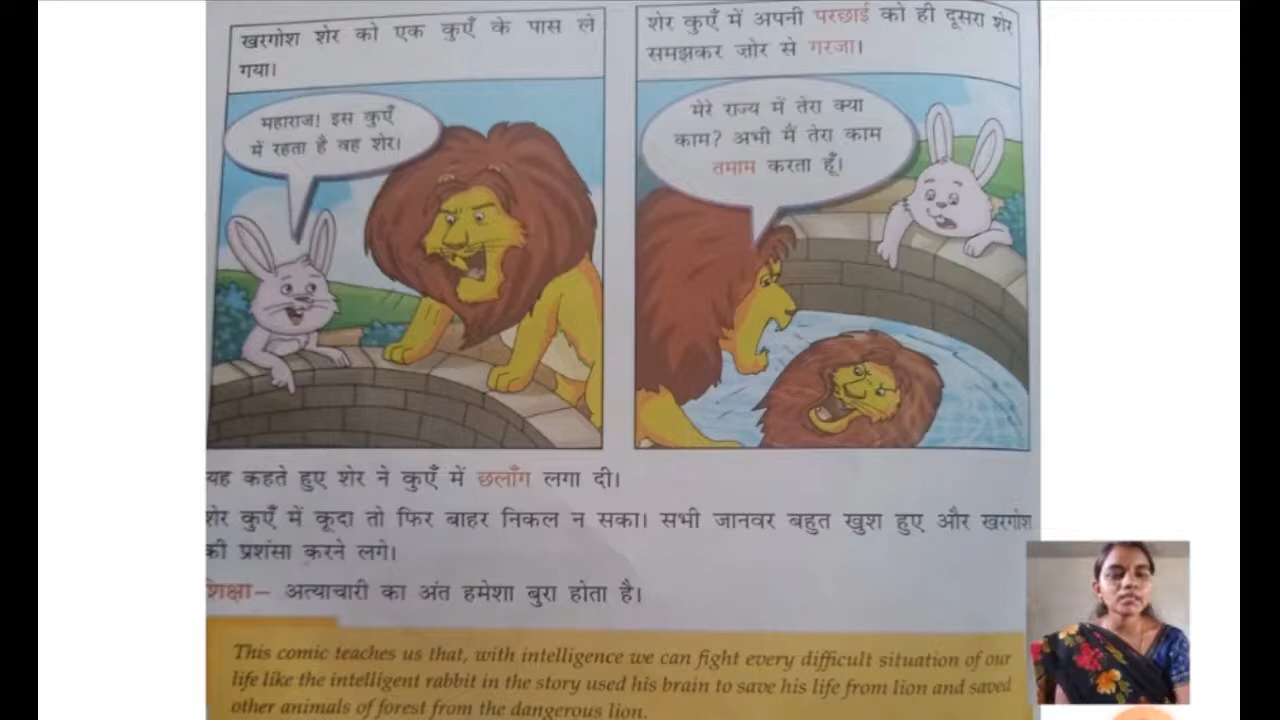 खरगोश शेर को एक कुएँ के पास ले
गया।
महाराज! इस कुएँ
में रहता है वह शेर।
शेर कुएँ में अपनी परछाई को ही दूसरा शेर
समझकर ज़ोर से गरजा।
मेरे राज्य में तेरा क्या
काम? अभी मैं तेरा काम
तमाम करता हूँ।
यह कहते हुए शेर ने कुएँ में छलाँग लगा दी।
शेर कुएँ में कूदा तो फिर बाहर निकल न सका। सभी जानवर बहुत खुश हुए और खरगोश
की प्रशंसा करने लगे।
शिक्षा– अत्याचारी का अंत हमेशा बुरा होता है।
This comic teaches us that, with intelligence we can fight every difficult situation of our
life like the intelligent rabbit in the story used his brain to save his life from lion and saved
other animals of forest from the dangerous lion.